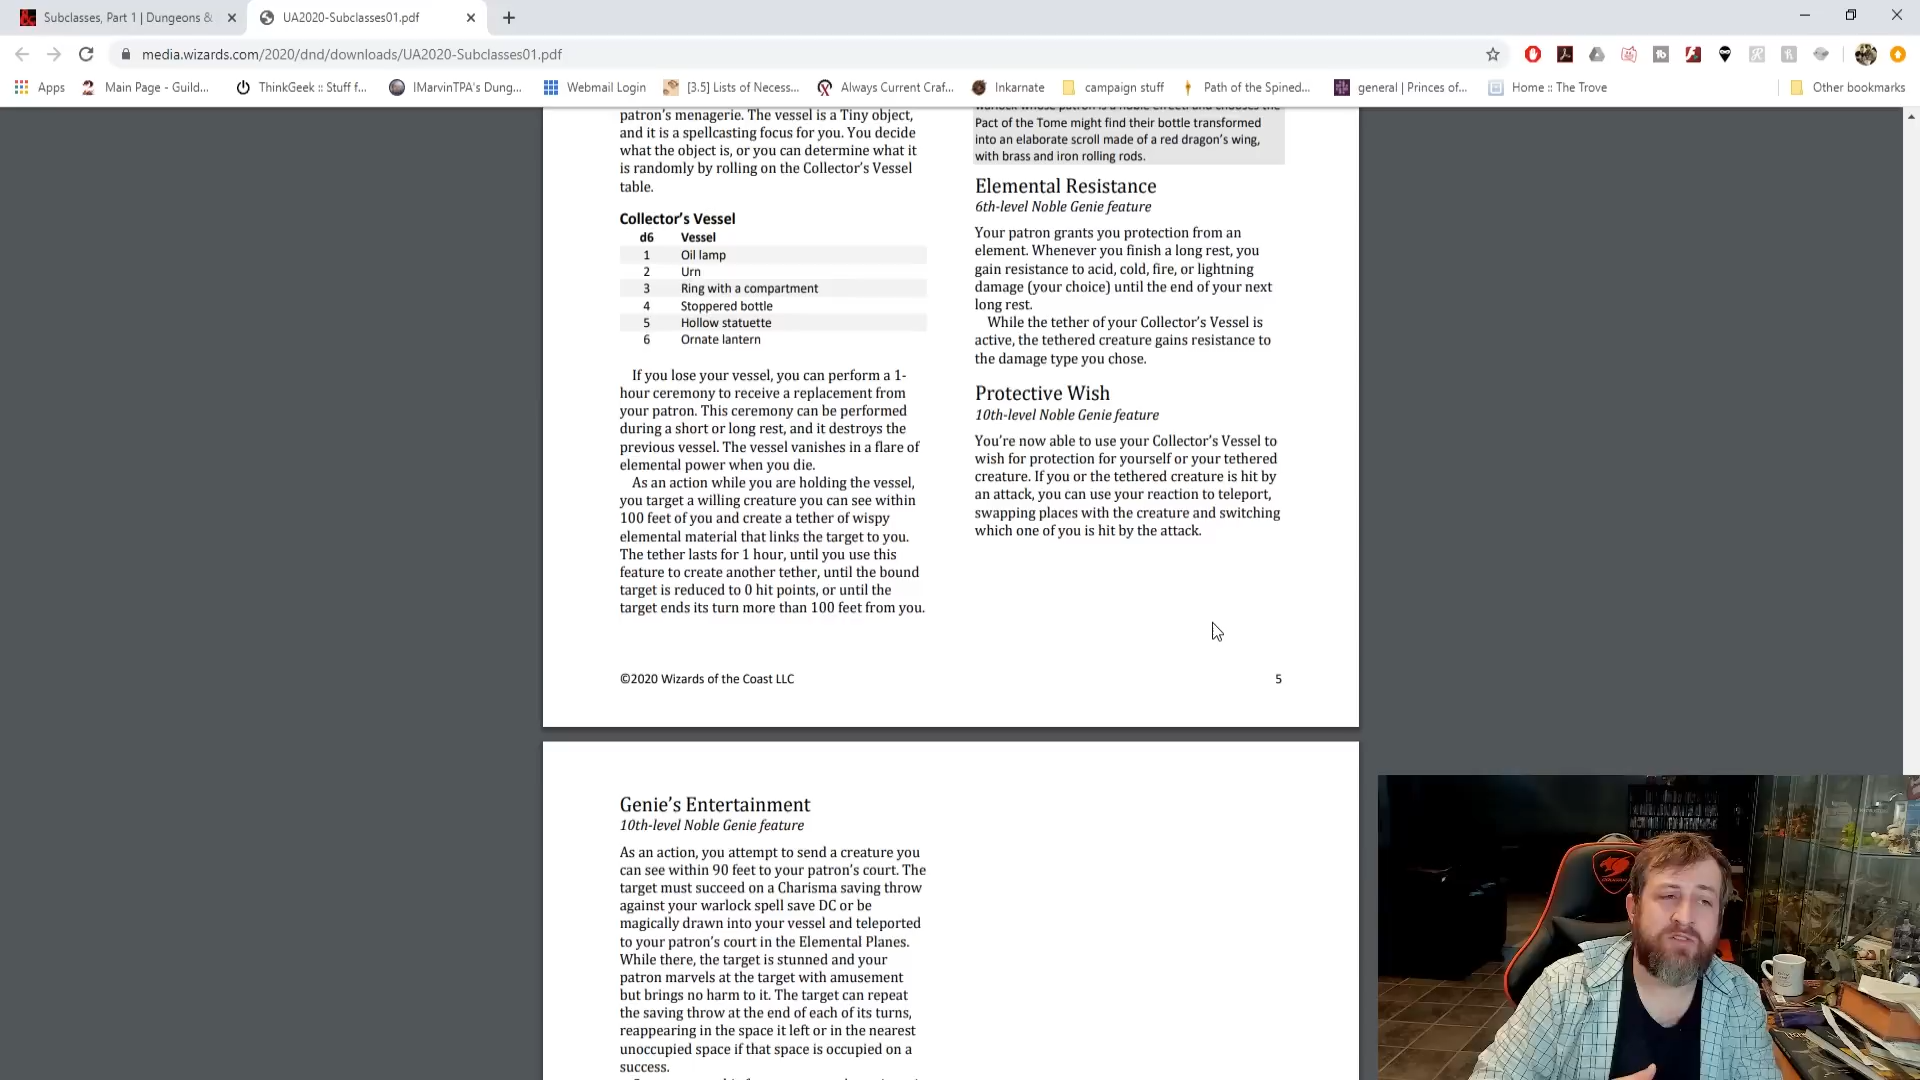 Subclasses, Part 1 | Dungeons &
UA2020-Subclasses01.pdf
media.wizards.com/2020/dnd/downloads/UA2020-Subclasses01.pdf
Apps
Main Page - Guild...
ThinkGeek :: Stuff f...
IMarvinTPA's Dung...
Webmail Login
[3.5] Lists of Necess...
Always Current Craf...
Inkarnate
campaign stuff
Path of the Spined...
general | Princes of...
Home :: The Trove
Other bookmarks
patron's menagerie. The vessel is a Tiny object,
and it is a spellcasting focus for you. You decide
what the object is, or you can determine what it
is randomly by rolling on the Collector's Vessel
table.
Collector's Vessel
d6 Vessel
1 Oil lamp
2 Urn
3 Ring with a compartment
4 Stoppered bottle
5 Hollow statuette
6 Ornate lantern
If you lose your vessel, you can perform a 1-
hour ceremony to receive a replacement from
your patron. This ceremony can be performed
during a short or long rest, and it destroys the
previous vessel. The vessel vanishes in a flare of
elemental power when you die.
As an action while you are holding the vessel,
you target a willing creature you can see within
100 feet of you and create a tether of wispy
elemental material that links the target to you.
The tether lasts for 1 hour, until you use this
feature to create another tether, until the bound
target is reduced to 0 hit points, or until the
target ends its turn more than 100 feet from you.
warlock whose patron is a noble efreeti and chooses the
Pact of the Tome might find their bottle transformed
into an elaborate scroll made of a red dragon's wing,
with brass and iron rolling rods.
Elemental Resistance
6th-level Noble Genie feature
Your patron grants you protection from an
element. Whenever you finish a long rest, you
gain resistance to acid, cold, fire, or lightning
damage (your choice) until the end of your next
long rest.
While the tether of your Collector's Vessel is
active, the tethered creature gains resistance to
the damage type you chose.
Protective Wish
10th-level Noble Genie feature
You're now able to use your Collector's Vessel to
wish for protection for yourself or your tethered
creature. If you or the tethered creature is hit by
an attack, you can use your reaction to teleport,
swapping places with the creature and switching
which one of you is hit by the attack.
©2020 Wizards of the Coast LLC
5
Genie's Entertainment
10th-level Noble Genie feature
As an action, you attempt to send a creature you
can see within 90 feet to your patron's court. The
target must succeed on a Charisma saving throw
against your warlock spell save DC or be
magically drawn into your vessel and teleported
to your patron's court in the Elemental Planes.
While there, the target is stunned and your
patron marvels at the target with amusement
but brings no harm to it. The target can repeat
the saving throw at the end of each of its turns,
reappearing in the space it left or in the nearest
unoccupied space if that space is occupied on a
success.